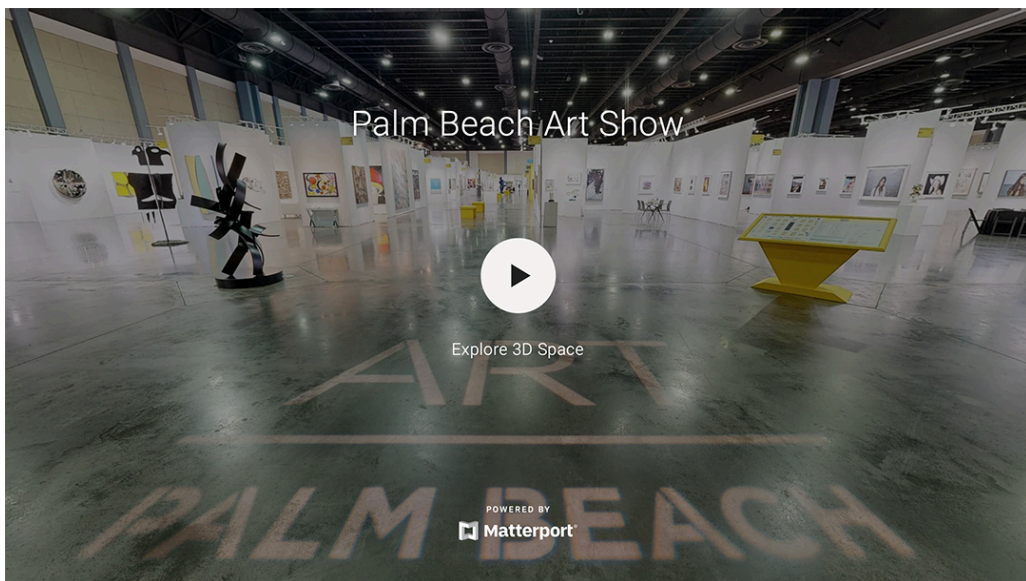 Palm Beach Art Show
Explore 3D Space
ART
PALM BEACH
POWERED BY
Matterport